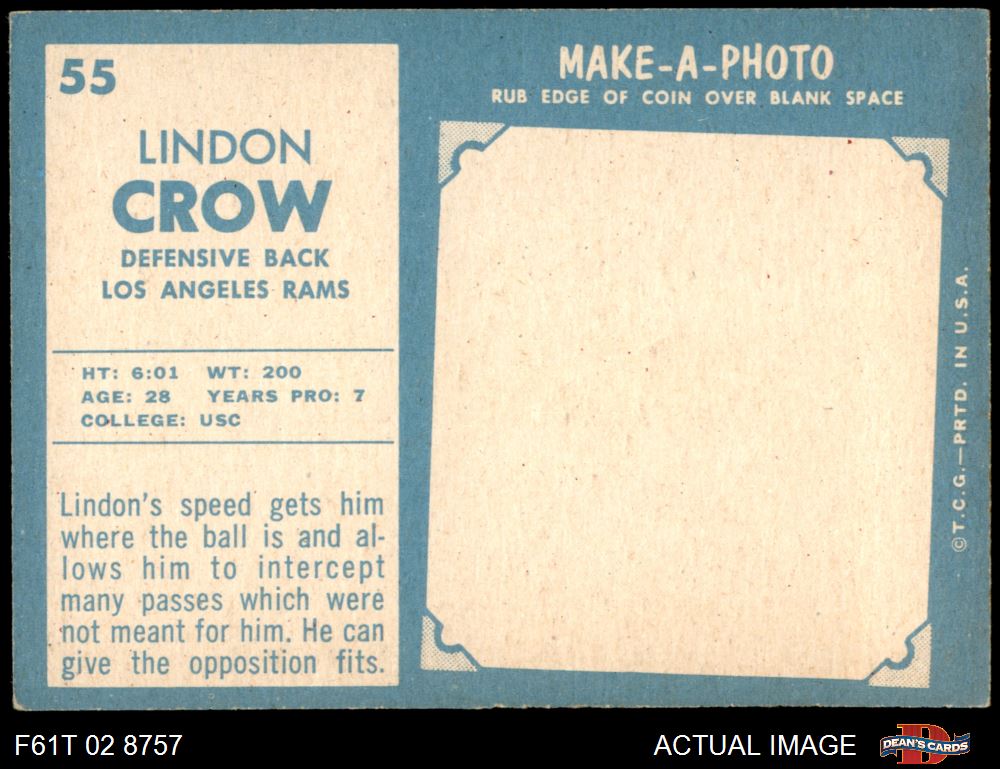 55
LINDON
CROW
DEFENSIVE BACK
LOS ANGELES RAMS
HT: 6:01 WT: 200
AGE: 28 YEARS PRO: 7
COLLEGE: USC
Lindon's speed gets him
where the ball is and al-
lows him to intercept
many passes which were
not meant for him. He can
give the opposition fits.
MAKE-A-PHOTO
RUB EDGE OF COIN OVER BLANK SPACE
©T.C.G.—PRTD. IN U.S.A.
F61T 02 8757
ACTUAL IMAGE
DEAN'S CARDS